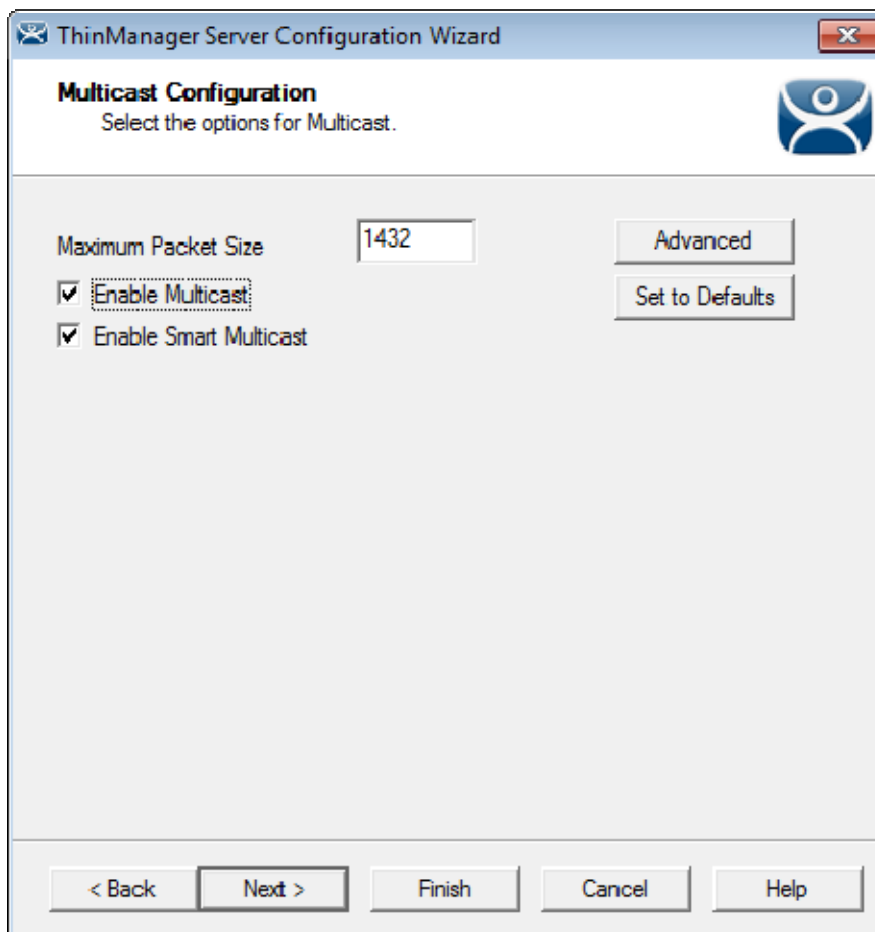 ThinManager Server Configuration Wizard
Multicast Configuration
Select the options for Multicast.
Maximum Packet Size 1432 Advanced
Enable Multicast Set to Defaults
Enable Smart Multicast
< Back Next > Finish Cancel Help